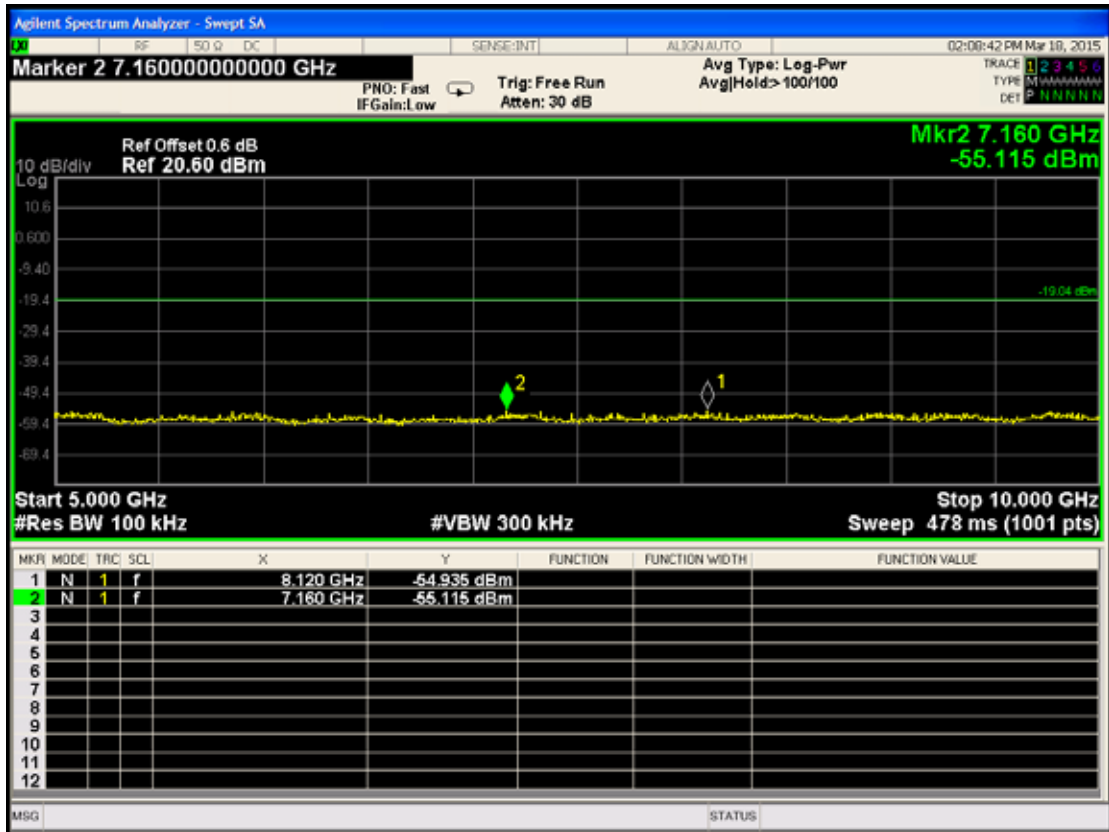 Agilent Spectrum Analyzer - Swept SA
LXI RF 50 Ω DC SENSE:INT ALIGN AUTO 02:08:42 PM Mar 18, 2015
Marker 2 7.160000000000 GHz
PNO: Fast
IFGain:Low
Trig: Free Run
Atten: 30 dB
Avg Type: Log-Pwr
Avg|Hold:>100/100
TRACE 1 2 3 4 5 6
TYPE M
DET P N N N N N
Mkr2 7.160 GHz
-55.115 dBm
Ref Offset 0.6 dB
10 dB/div Ref 20.60 dBm
Log
10.6
0.600
-9.40
-19.4
-19.04 dBm
-29.4
-39.4
-49.4
-59.4
-69.4
2
1
Start 5.000 GHz Stop 10.000 GHz
#Res BW 100 kHz #VBW 300 kHz Sweep 478 ms (1001 pts)
MKR MODE TRC SCL X Y FUNCTION FUNCTION WIDTH FUNCTION VALUE
1 N 1 f 8.120 GHz -54.935 dBm
2 N 1 f 7.160 GHz -55.115 dBm
3
4
5
6
7
8
9
10
11
12
MSG STATUS